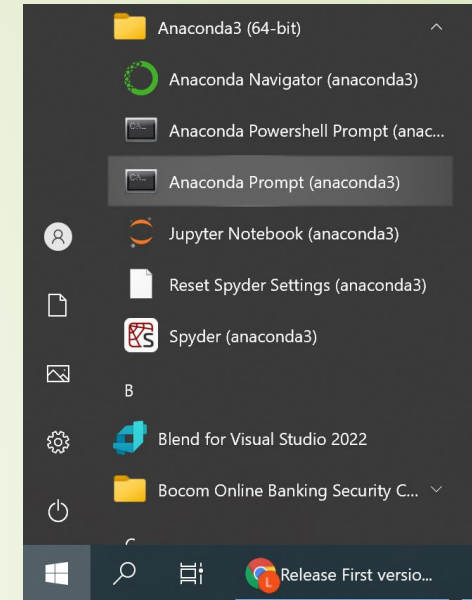 Anaconda3 (64-bit)
Anaconda Navigator (anaconda3)
Anaconda Powershell Prompt (anac...
Anaconda Prompt (anaconda3)
Jupyter Notebook (anaconda3)
Reset Spyder Settings (anaconda3)
Spyder (anaconda3)
B
Blend for Visual Studio 2022
Bocom Online Banking Security C...
Release First versio...